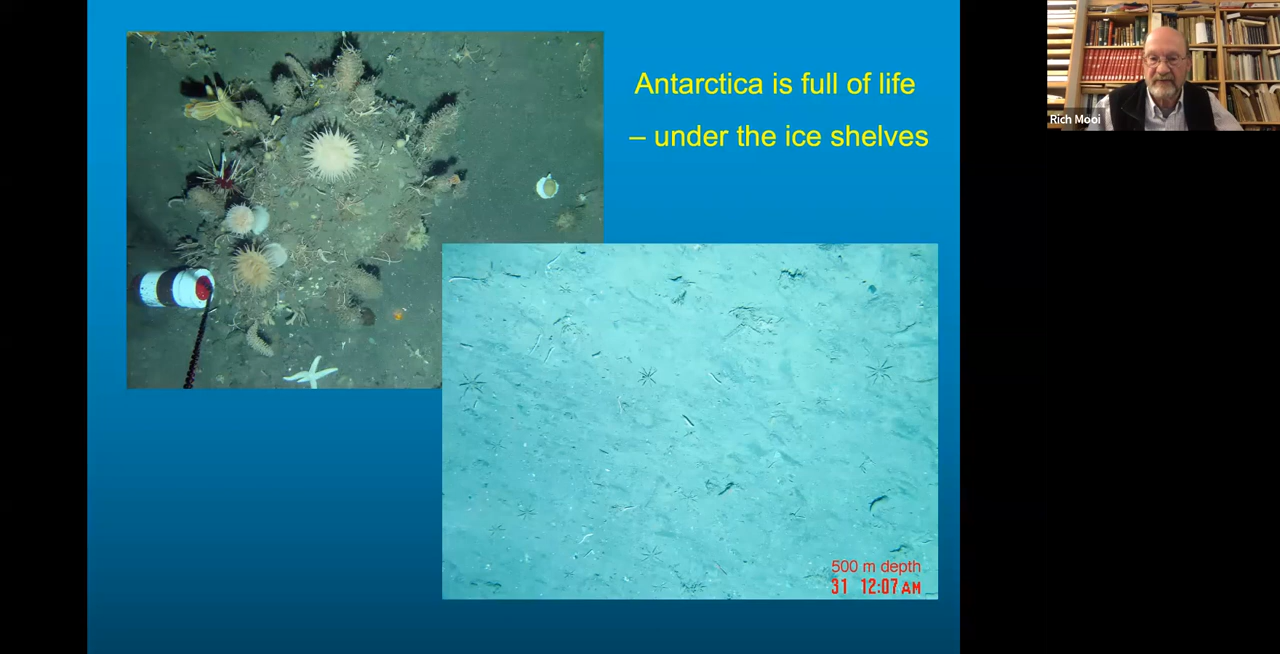 Antarctica is full of life
– under the ice shelves
Rich Mooi
500 m depth
31 12:07 AM